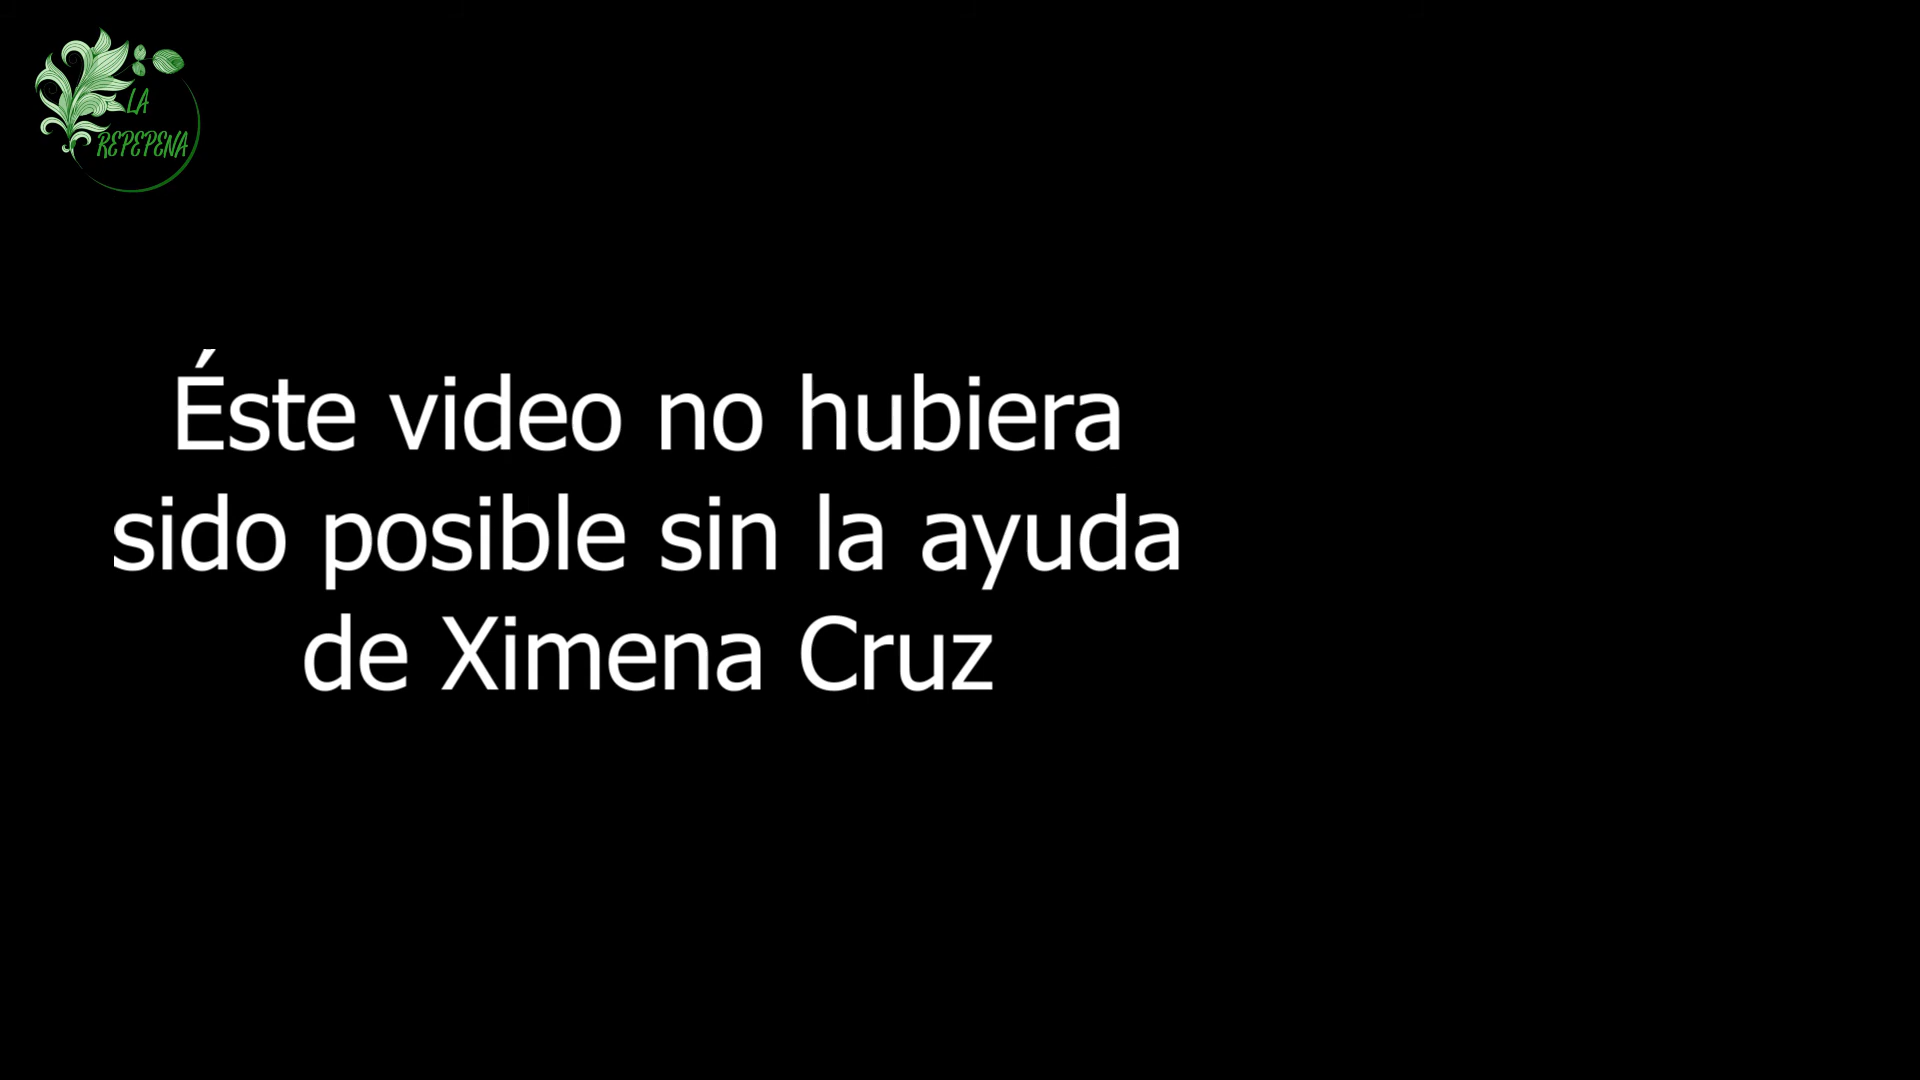 LA
REPEPENA
Éste video no hubiera
sido posible sin la ayuda
de Ximena Cruz